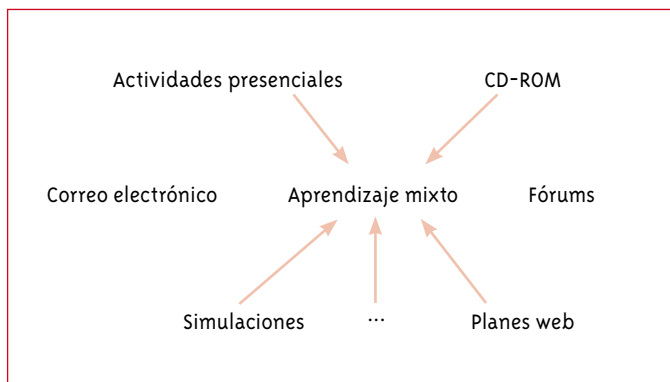 Actividades presenciales CD-ROM
Correo electrónico Aprendizaje mixto Fórums
Simulaciones ... Planes web